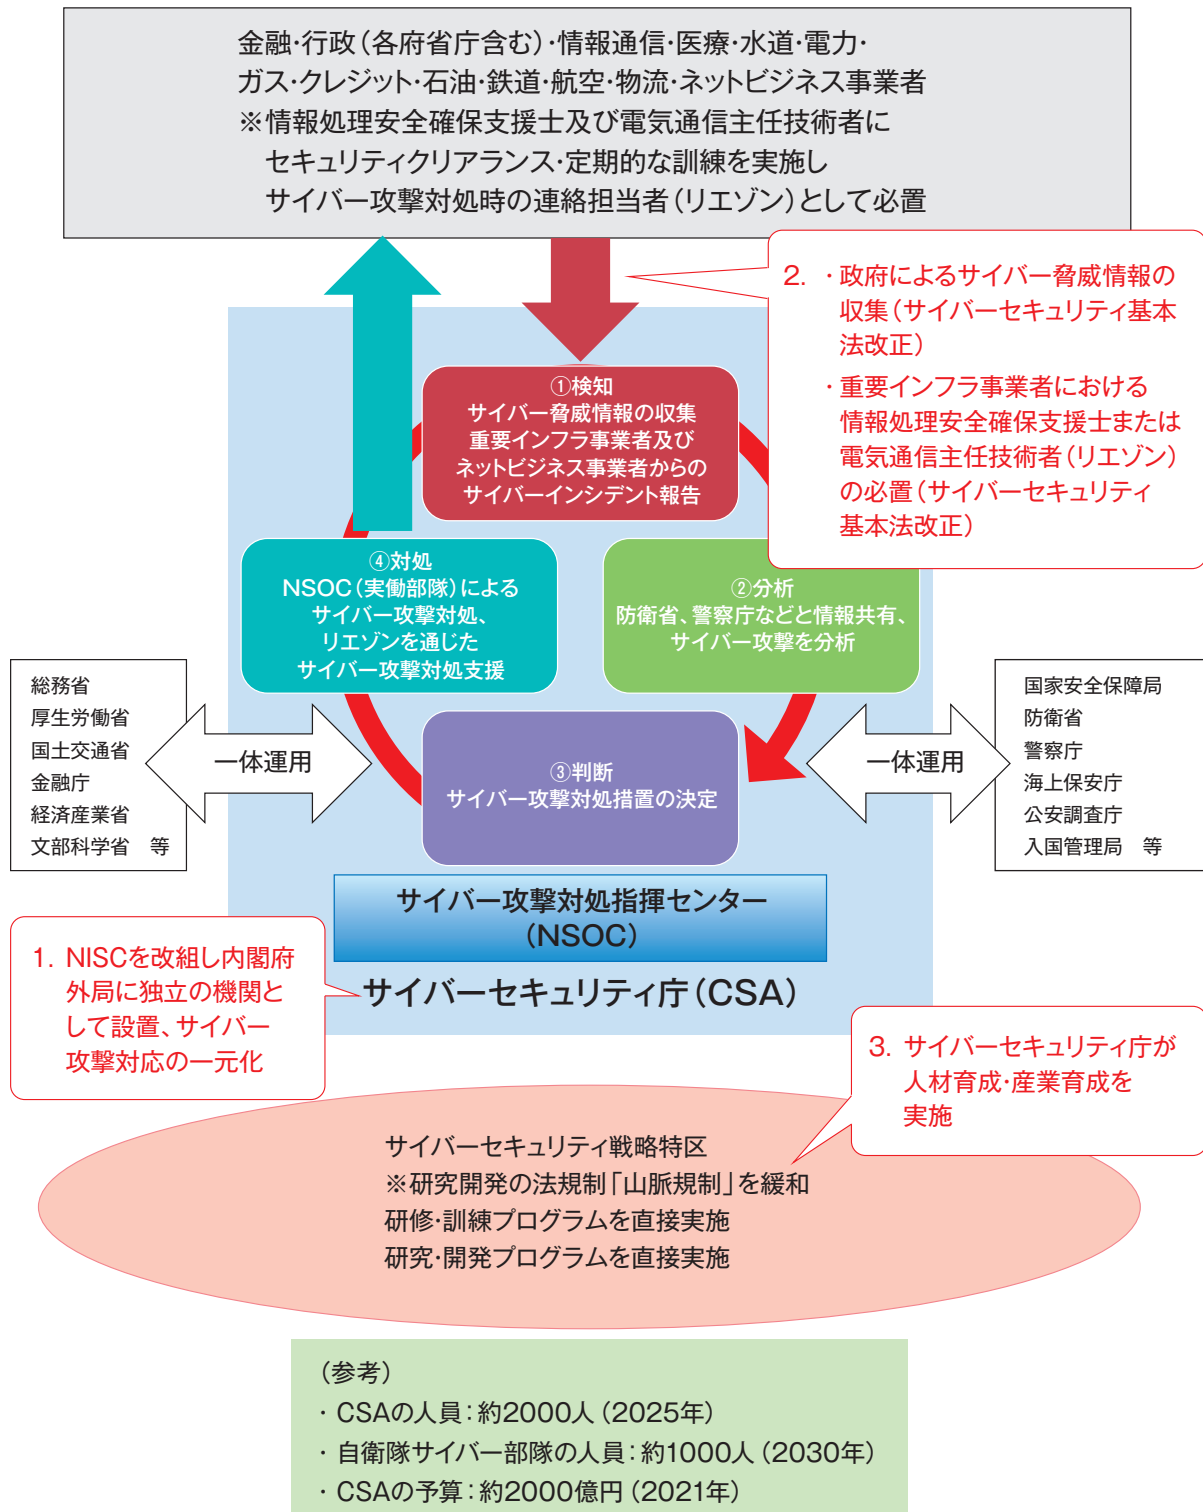 金融・行政（各府省庁含む）・情報通信・医療・水道・電力・
ガス・クレジット・石油・鉄道・航空・物流・ネットビジネス事業者
※情報処理安全確保支援士及び電気通信主任技術者に
セキュリティクリアランス・定期的な訓練を実施し
サイバー攻撃対処時の連絡担当者（リエゾン）として必置
2. ・政府によるサイバー脅威情報の
収集（サイバーセキュリティ基本
法改正）
・重要インフラ事業者における
情報処理安全確保支援士または
電気通信主任技術者（リエゾン）
の必置（サイバーセキュリティ
基本法改正）
①検知
サイバー脅威情報の収集
重要インフラ事業者及び
ネットビジネス事業者からの
サイバーインシデント報告
④対処
NSOC（実働部隊）による
サイバー攻撃対処、
リエゾンを通じた
サイバー攻撃対処支援
②分析
防衛省、警察庁などと情報共有、
サイバー攻撃を分析
総務省
厚生労働省
国土交通省
金融庁
経済産業省
文部科学省　等
一体運用
③判断
サイバー攻撃対処措置の決定
一体運用
国家安全保障局
防衛省
警察庁
海上保安庁
公安調査庁
入国管理局　等
サイバー攻撃対処指揮センター
（NSOC）
サイバーセキュリティ庁（CSA）
1. NISCを改組し内閣府
外局に独立の機関と
して設置、サイバー
攻撃対応の一元化
3. サイバーセキュリティ庁が
人材育成・産業育成を
実施
サイバーセキュリティ戦略特区
※研究開発の法規制「山脈規制」を緩和
研修・訓練プログラムを直接実施
研究・開発プログラムを直接実施
（参考）
・CSAの人員：約2000人（2025年）
・自衛隊サイバー部隊の人員：約1000人（2030年）
・CSAの予算：約2000億円（2021年）